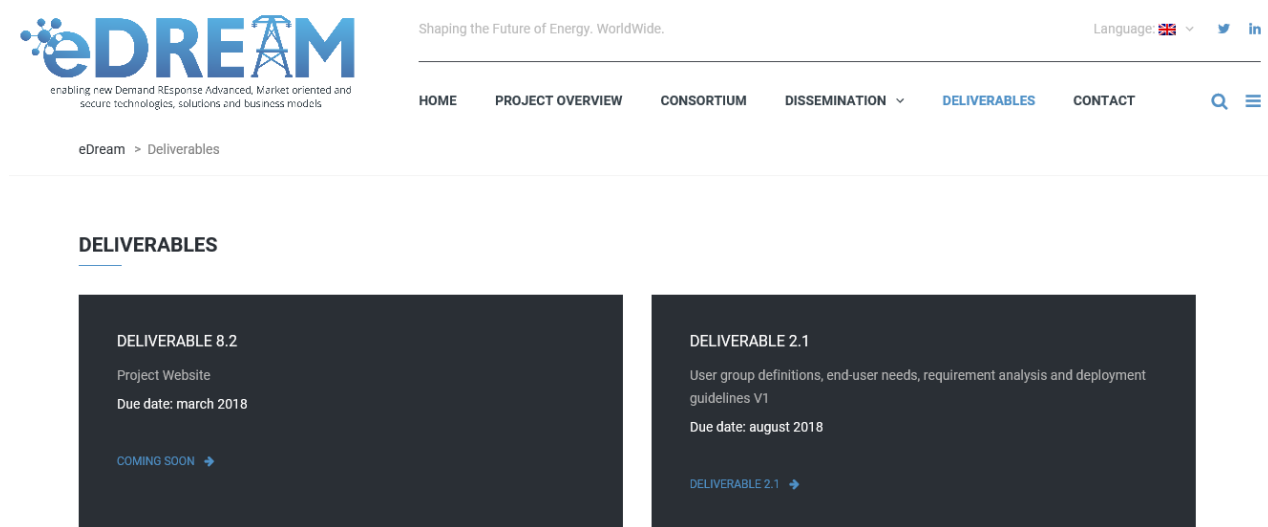 eDREAM
enabling new Demand REsponse Advanced, Market oriented and
secure technologies, solutions and business models
Shaping the Future of Energy. WorldWide.
Language:
HOME PROJECT OVERVIEW CONSORTIUM DISSEMINATION DELIVERABLES CONTACT
eDream > Deliverables
DELIVERABLES
DELIVERABLE 8.2
Project Website
Due date: march 2018
COMING SOON
DELIVERABLE 2.1
User group definitions, end-user needs, requirement analysis and deployment
guidelines V1
Due date: august 2018
DELIVERABLE 2.1